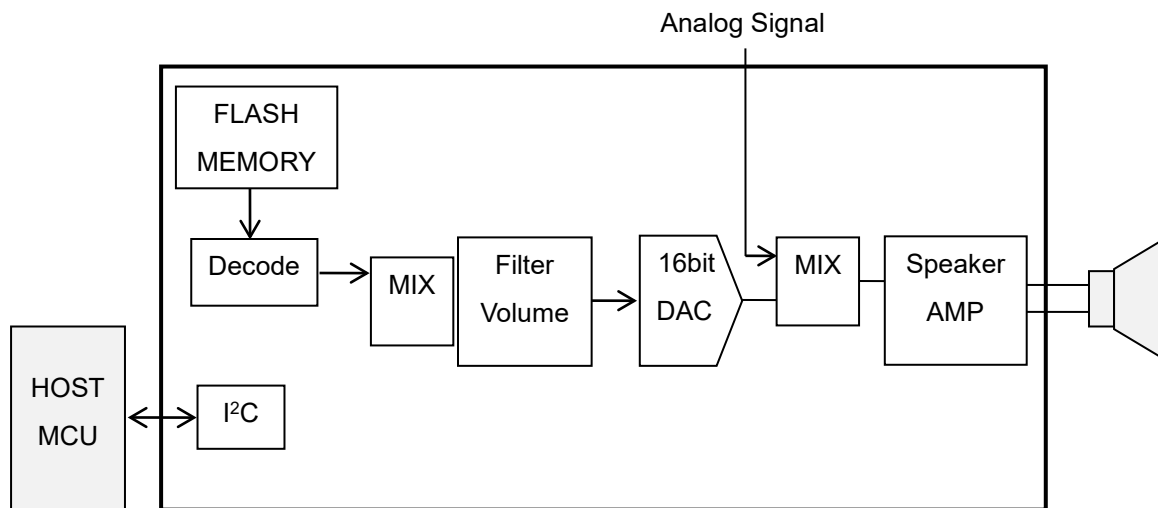 Analog Signal
FLASH
MEMORY
Decode
MIX
Filter
Volume
16bit
DAC
MIX
Speaker
AMP
HOST
MCU
I²C